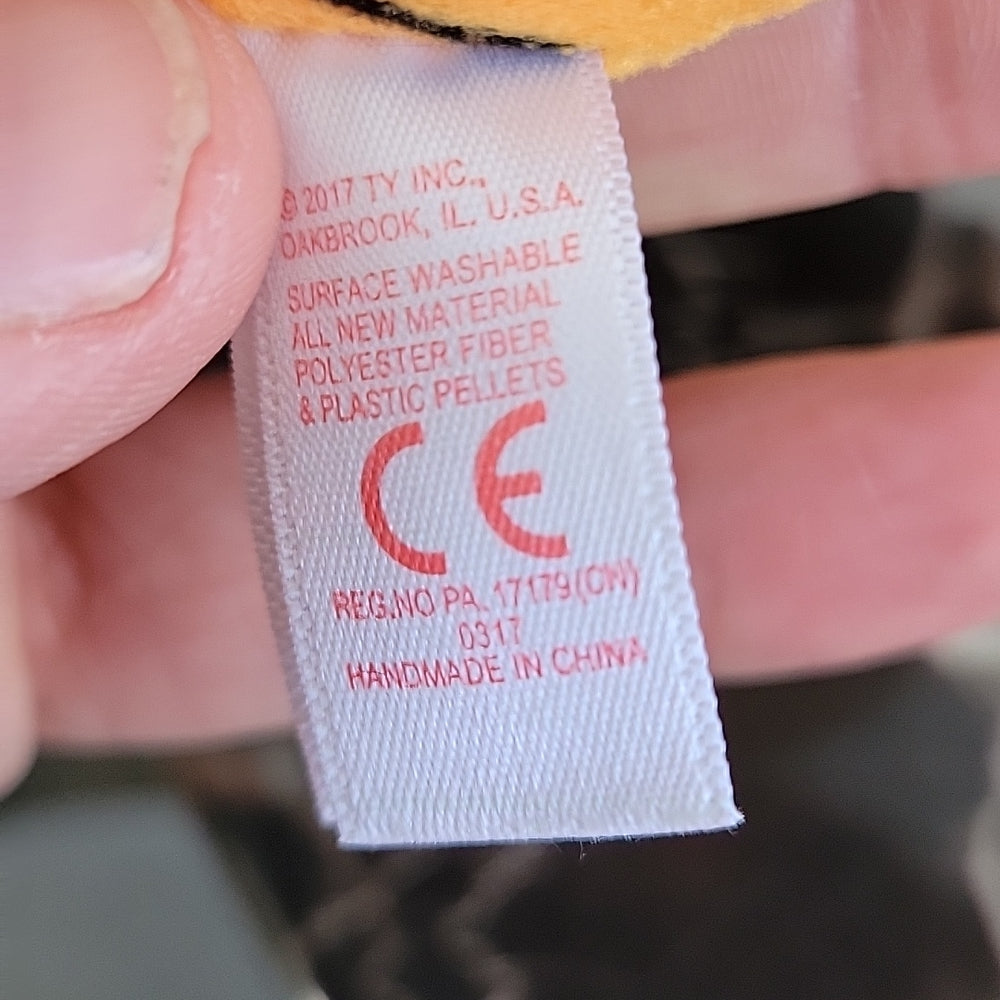 © 2017 TY INC.,
OAKBROOK, IL. U.S.A.
SURFACE WASHABLE
ALL NEW MATERIAL
POLYESTER FIBER
& PLASTIC PELLETS
CE
REG.NO PA. 17179(CN)
0317
HANDMADE IN CHINA